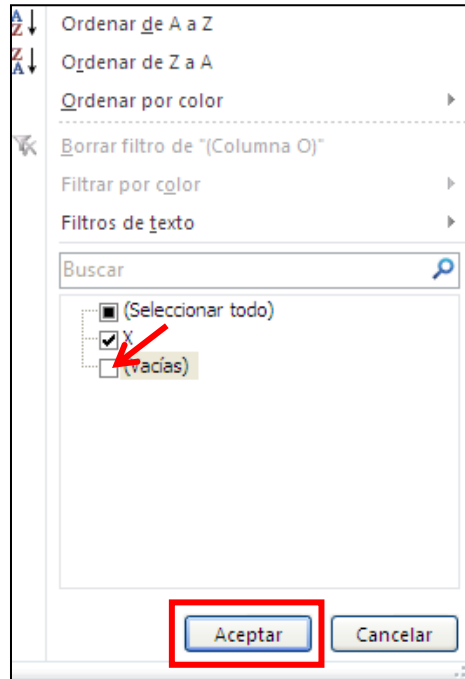 Ordenar de A a Z
Ordenar de Z a A
Ordenar por color
Borrar filtro de "(Columna O)"
Filtrar por color
Filtros de texto
Buscar
(Seleccionar todo)
X
(Vacías)
Aceptar Cancelar